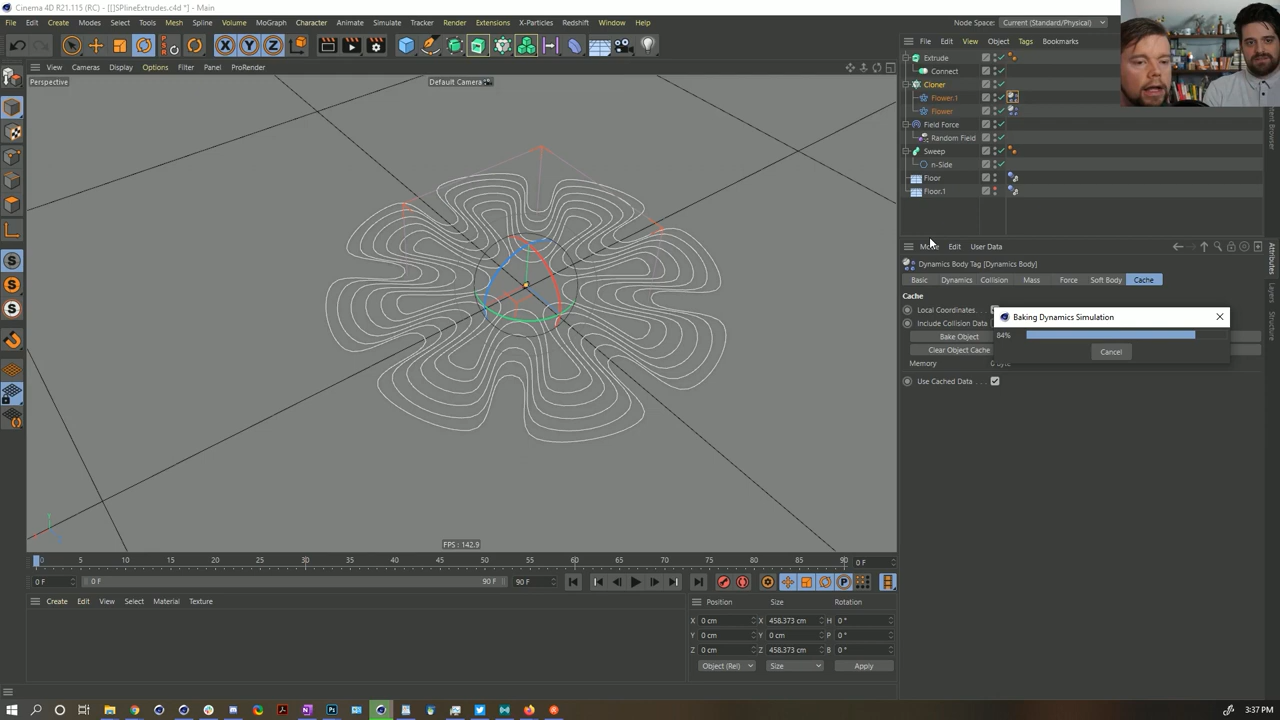 Cinema 4D R21.115 (RC) - [[]SPlineExtrudes.c4d *] - Main
File Edit Create Modes Select Tools Mesh Spline Volume MoGraph Character Animate Simulate Tracker Render Extensions X-Particles Redshift Window Help
Node Space: Current (Standard/Physical)
View Cameras Display Options Filter Panel ProRender
Perspective
Default Camera
File Edit View Object Tags Bookmarks
Extrude
Connect
Cloner
Flower.1
Flower
Field Force
Random Field
Sweep
n-Side
Floor
Floor.1
Content Browser
Edit User Data
Dynamics Body Tag [Dynamics Body]
Basic Dynamics Collision Mass Force Soft Body Cache
Cache
Local Coordinates
Include Collision Data
Bake Object
Clear Object Cache
Memory
Use Cached Data
Baking Dynamics Simulation
84%
Cancel
Attributes
Layers
Structure
FPS : 142.9
0 5 10 15 20 25 30 35 40 45 50 55 60 65 70 75 80 85 90 0 F
0 F 0 F 90 F 90 F
Create Edit View Select Material Texture
Position Size Rotation
X 0 cm X 458.373 cm H 0 °
Y 0 cm Y 0 cm P 0 °
Z 0 cm Z 458.373 cm B 0 °
Object (Rel) Size Apply
3:37 PM